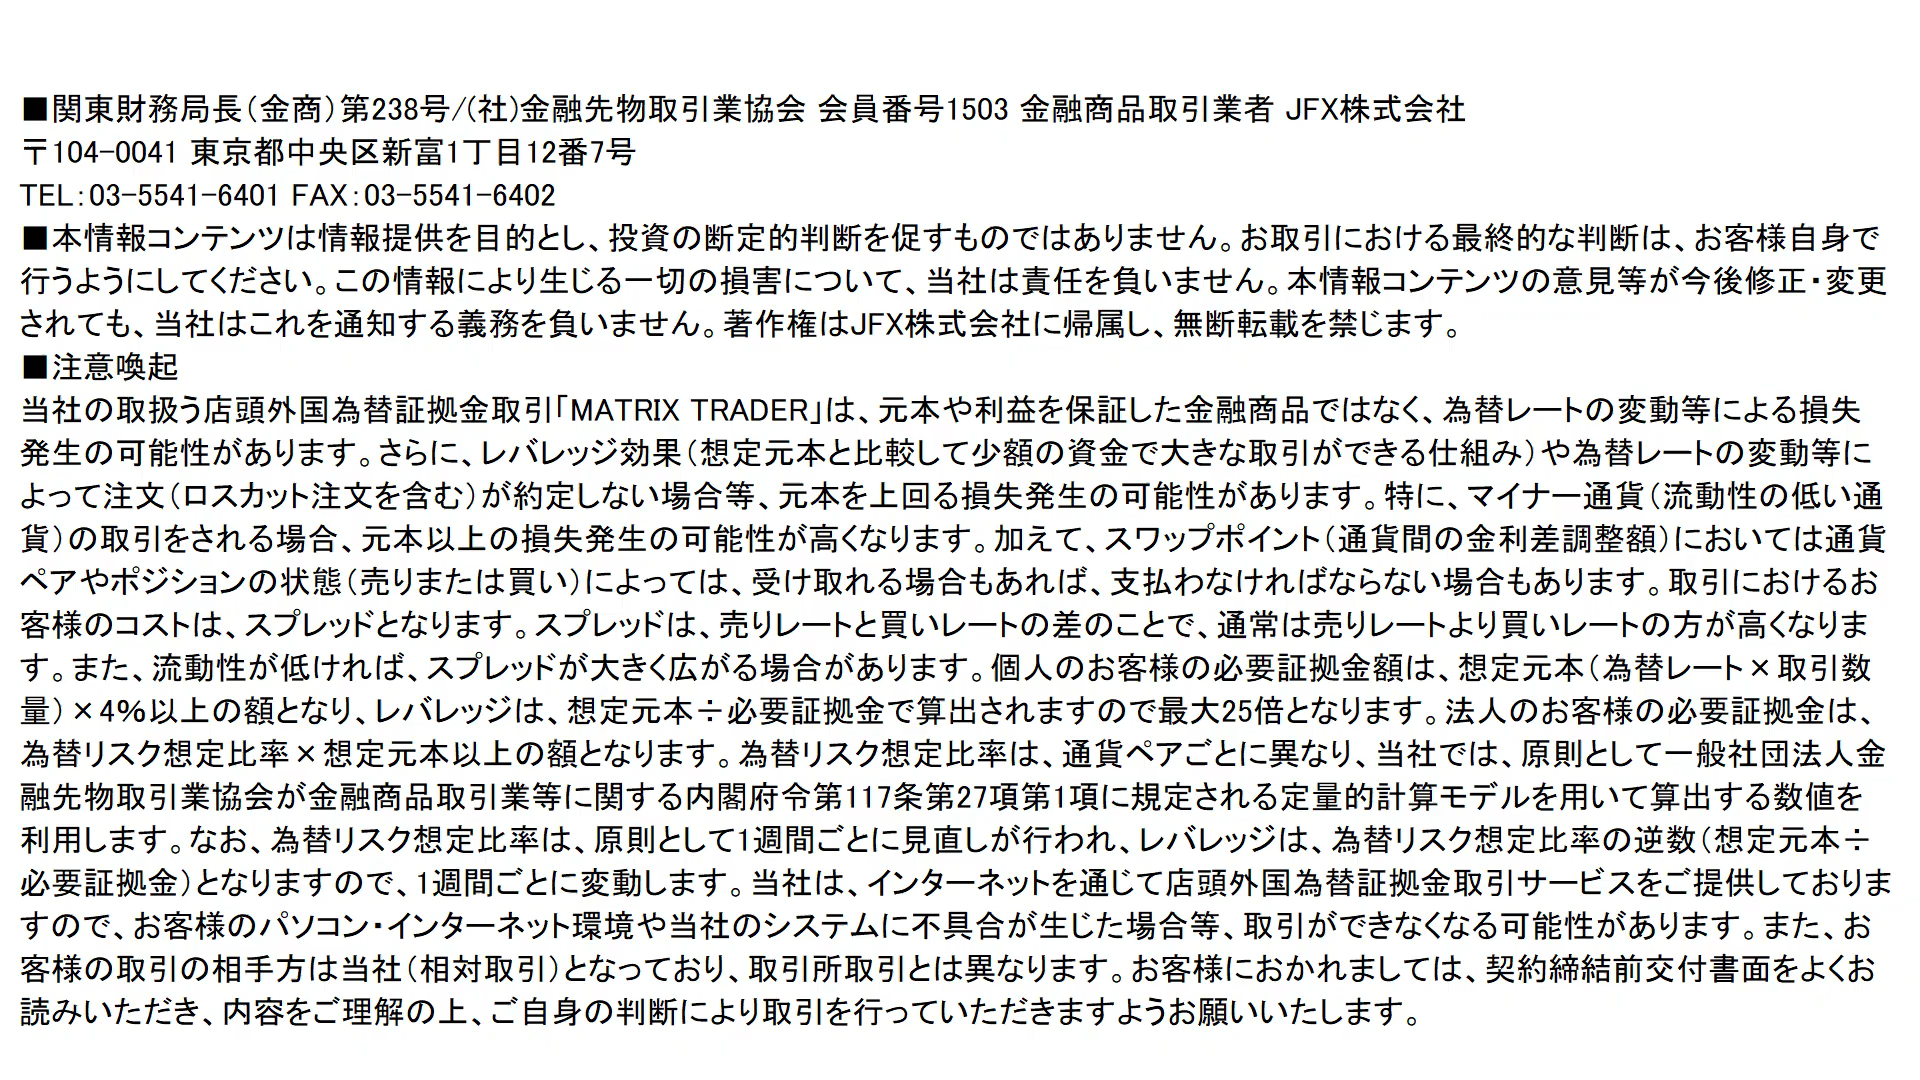 ■関東財務局長（金商）第238号/(社)金融先物取引業協会 会員番号1503 金融商品取引業者 JFX株式会社
〒104-0041 東京都中央区新富1丁目12番7号
TEL：03-5541-6401 FAX：03-5541-6402
■本情報コンテンツは情報提供を目的とし、投資の断定的判断を促すものではありません。お取引における最終的な判断は、お客様自身で
行うようにしてください。この情報により生じる一切の損害について、当社は責任を負いません。本情報コンテンツの意見等が今後修正・変更
されても、当社はこれを通知する義務を負いません。著作権はJFX株式会社に帰属し、無断転載を禁じます。
■注意喚起
当社の取扱う店頭外国為替証拠金取引「MATRIX TRADER」は、元本や利益を保証した金融商品ではなく、為替レートの変動等による損失
発生の可能性があります。さらに、レバレッジ効果（想定元本と比較して少額の資金で大きな取引ができる仕組み）や為替レートの変動等に
よって注文（ロスカット注文を含む）が約定しない場合等、元本を上回る損失発生の可能性があります。特に、マイナー通貨（流動性の低い通
貨）の取引をされる場合、元本以上の損失発生の可能性が高くなります。加えて、スワップポイント（通貨間の金利差調整額）においては通貨
ペアやポジションの状態（売りまたは買い）によっては、受け取れる場合もあれば、支払わなければならない場合もあります。取引におけるお
客様のコストは、スプレッドとなります。スプレッドは、売りレートと買いレートの差のことで、通常は売りレートより買いレートの方が高くなりま
す。また、流動性が低ければ、スプレッドが大きく広がる場合があります。個人のお客様の必要証拠金額は、想定元本（為替レート×取引数
量）×4％以上の額となり、レバレッジは、想定元本÷必要証拠金で算出されますので最大25倍となります。法人のお客様の必要証拠金は、
為替リスク想定比率×想定元本以上の額となります。為替リスク想定比率は、通貨ペアごとに異なり、当社では、原則として一般社団法人金
融先物取引業協会が金融商品取引業等に関する内閣府令第117条第27項第1項に規定される定量的計算モデルを用いて算出する数値を
利用します。なお、為替リスク想定比率は、原則として1週間ごとに見直しが行われ、レバレッジは、為替リスク想定比率の逆数（想定元本÷
必要証拠金）となりますので、1週間ごとに変動します。当社は、インターネットを通じて店頭外国為替証拠金取引サービスをご提供しておりま
すので、お客様のパソコン・インターネット環境や当社のシステムに不具合が生じた場合等、取引ができなくなる可能性があります。また、お
客様の取引の相手方は当社（相対取引）となっており、取引所取引とは異なります。お客様におかれましては、契約締結前交付書面をよくお
読みいただき、内容をご理解の上、ご自身の判断により取引を行っていただきますようお願いいたします。